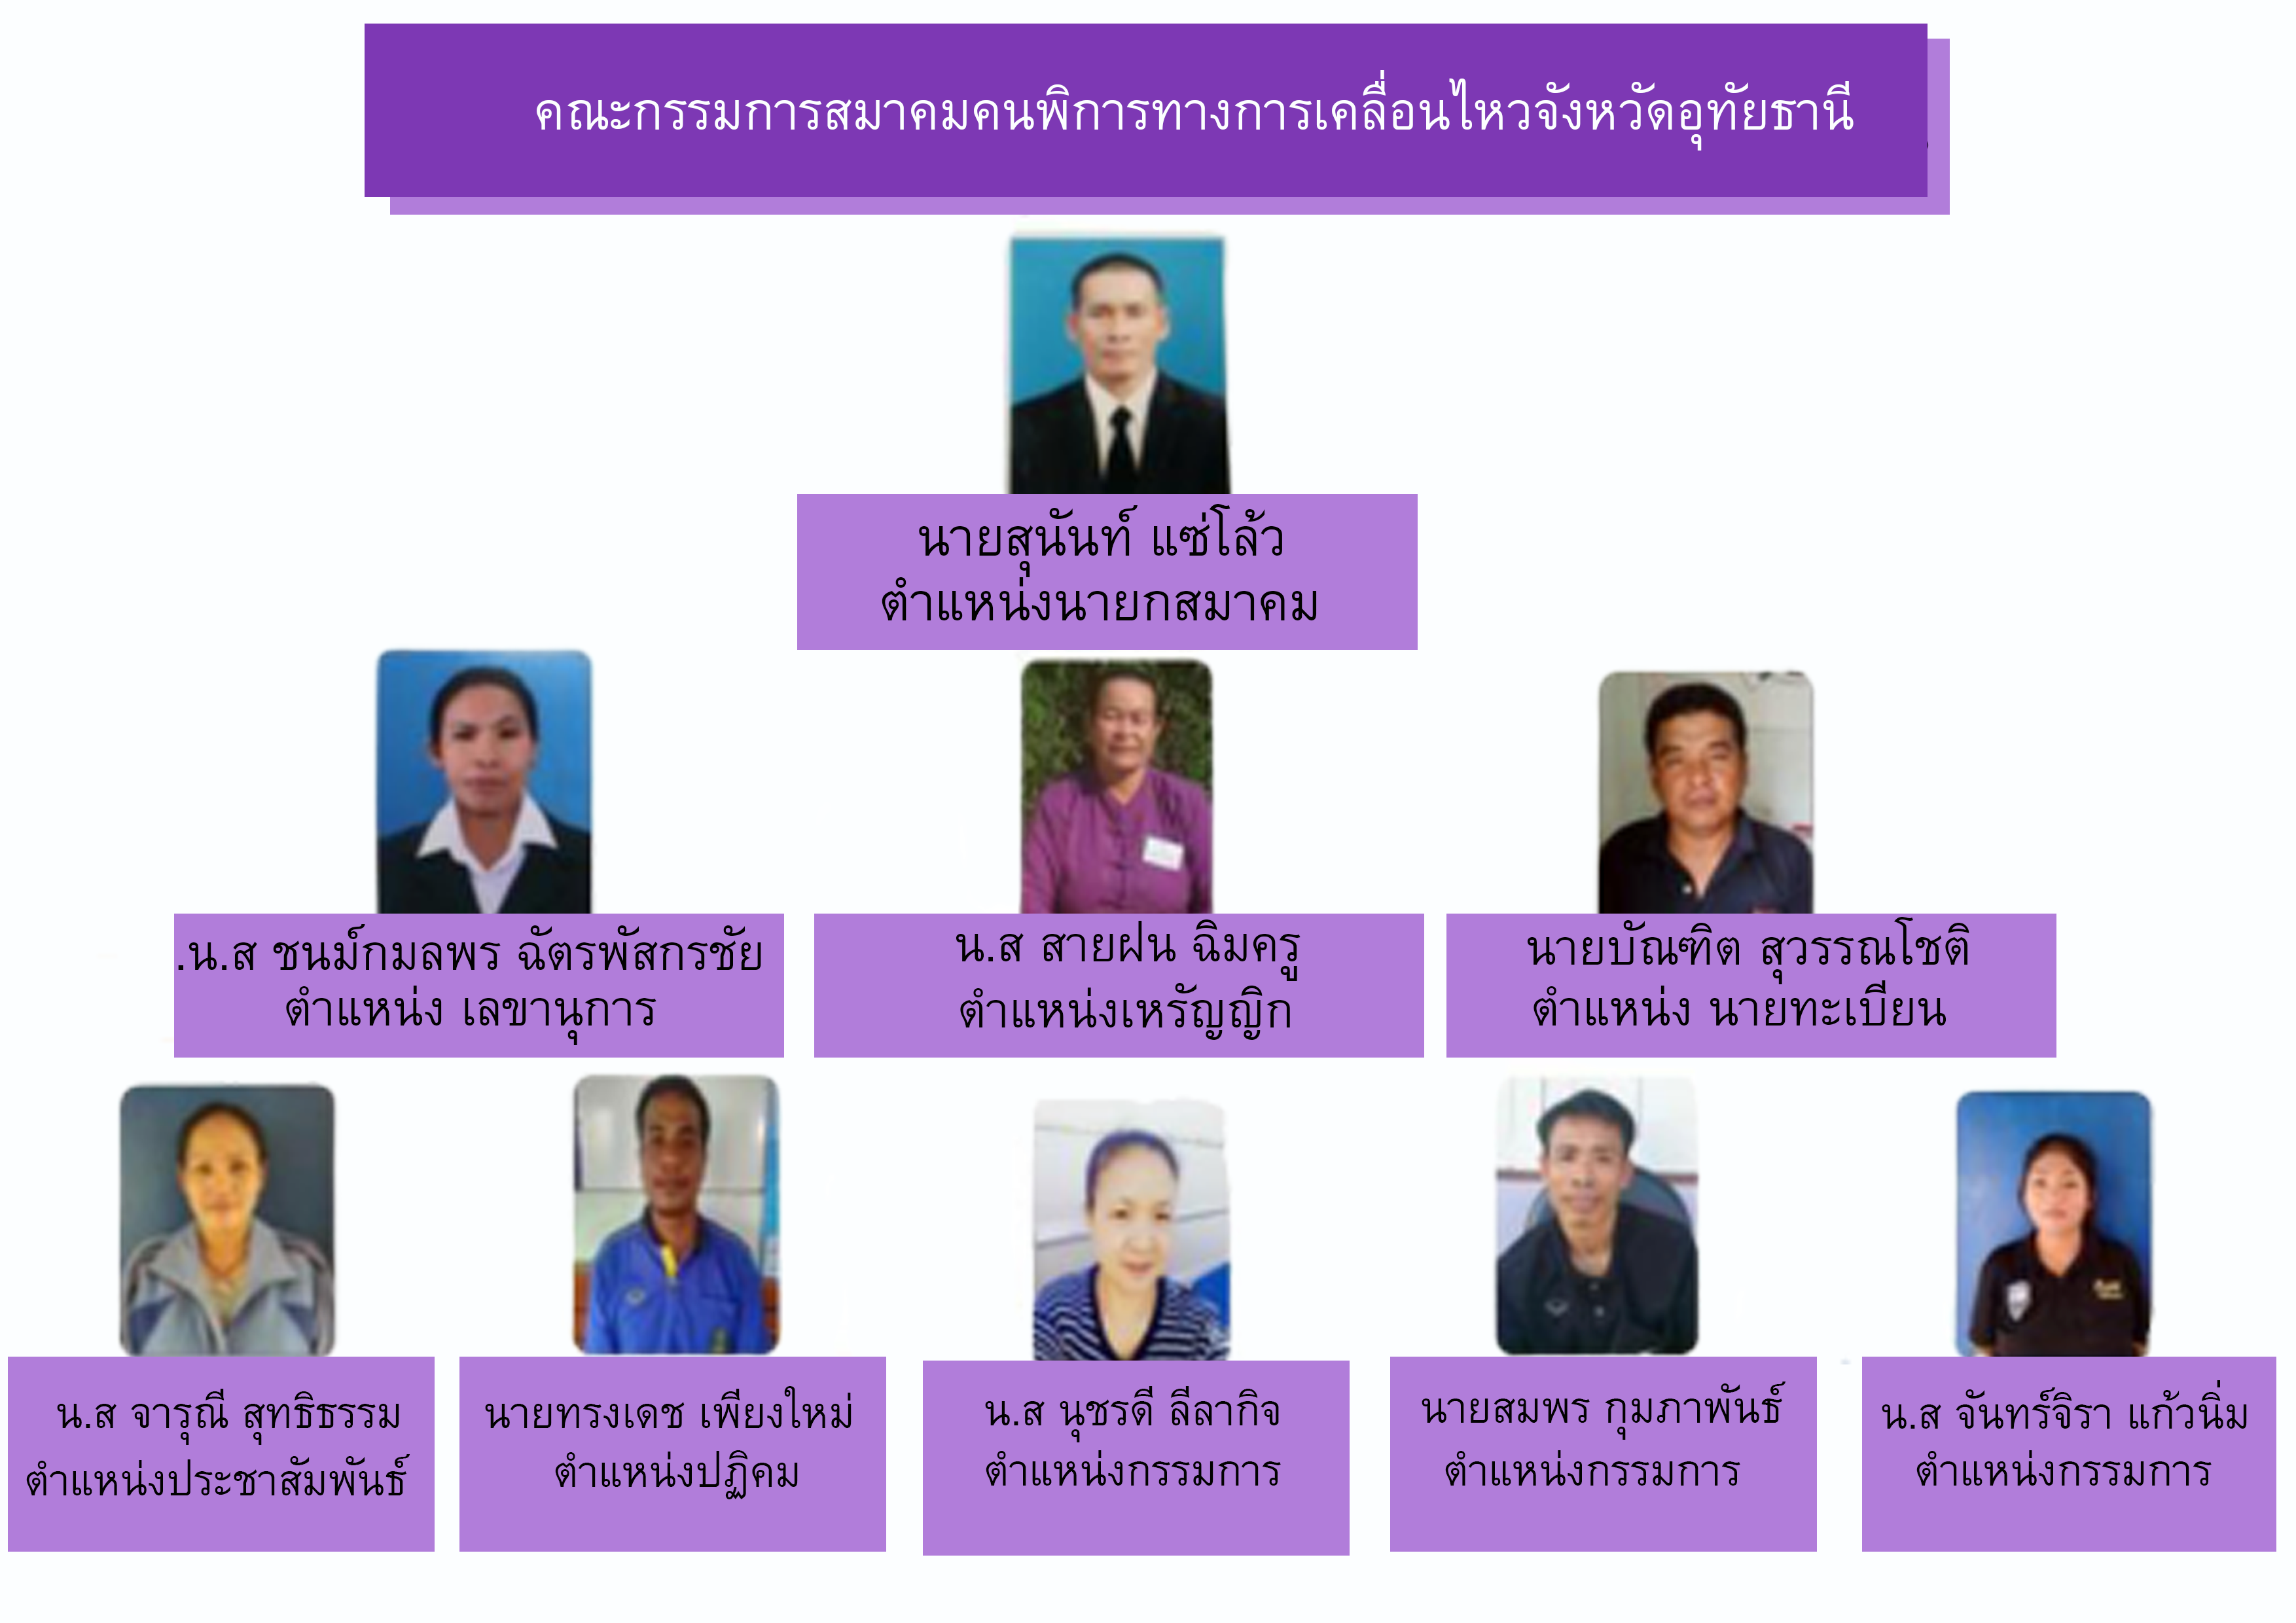 คณะกรรมการสมาคมคนพิการทางการเคลื่อนไหวจังหวัดอุทัยธานี
นายสุนันท์ แซ่โล้ว
ตำแหน่งนายกสมาคม
.น.ส ชนม์กมลพร ฉัตรพัสกรชัย
ตำแหน่ง เลขานุการ
น.ส สายฝน ฉิมครู
ตำแหน่งเหรัญญิก
นายบัณฑิต สุวรรณโชติ
ตำแหน่ง นายทะเบียน
น.ส จารุณี สุทธิธรรม
ตำแหน่งประชาสัมพันธ์
นายทรงเดช เพียงใหม่
ตำแหน่งปฏิคม
น.ส นุชรดี ลีลากิจ
ตำแหน่งกรรมการ
นายสมพร กุมภาพันธ์
ตำแหน่งกรรมการ
น.ส จันทร์จิรา แก้วนิ่ม
ตำแหน่งกรรมการ